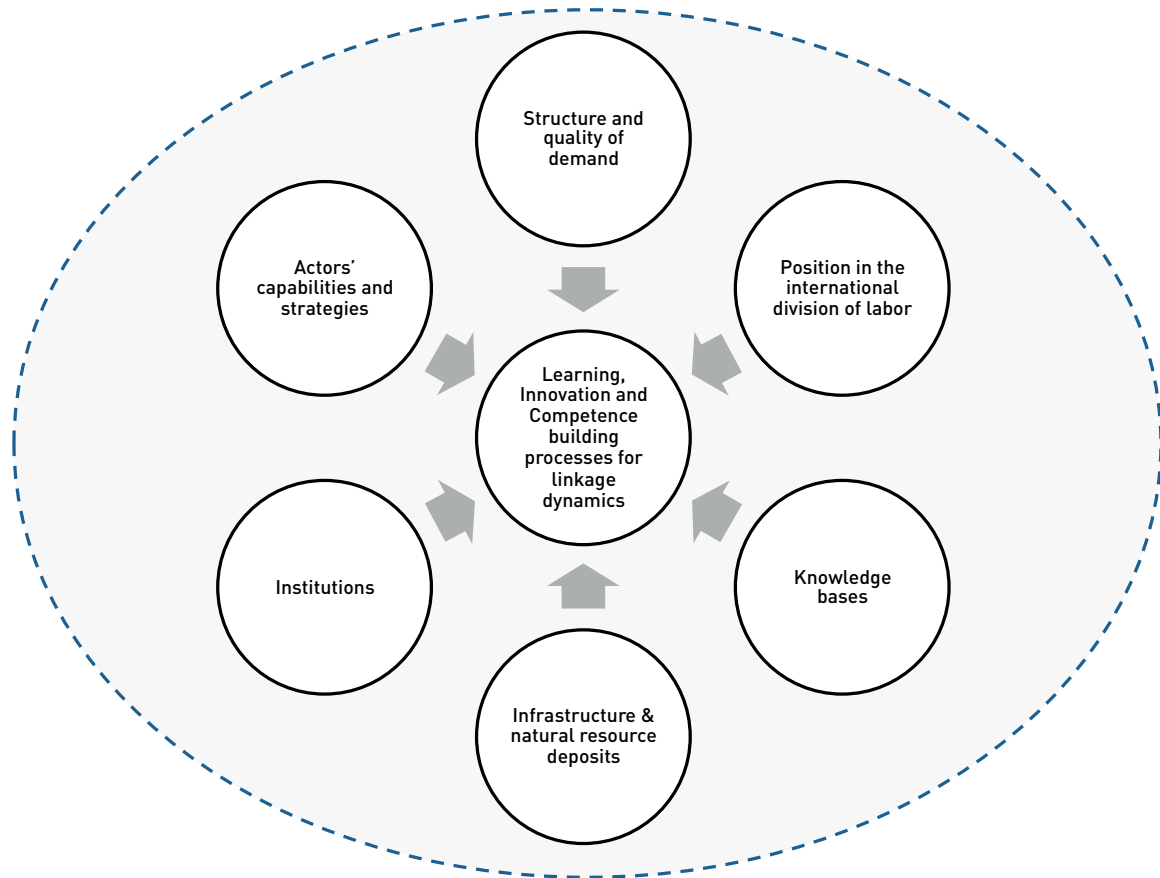 Structure and
quality of
demand
Actors’
capabilities and
strategies
Position in the
international
division of labor
Learning,
Innovation and
Competence
building
processes for
linkage
dynamics
Institutions
Knowledge
bases
Infrastructure &
natural resource
deposits